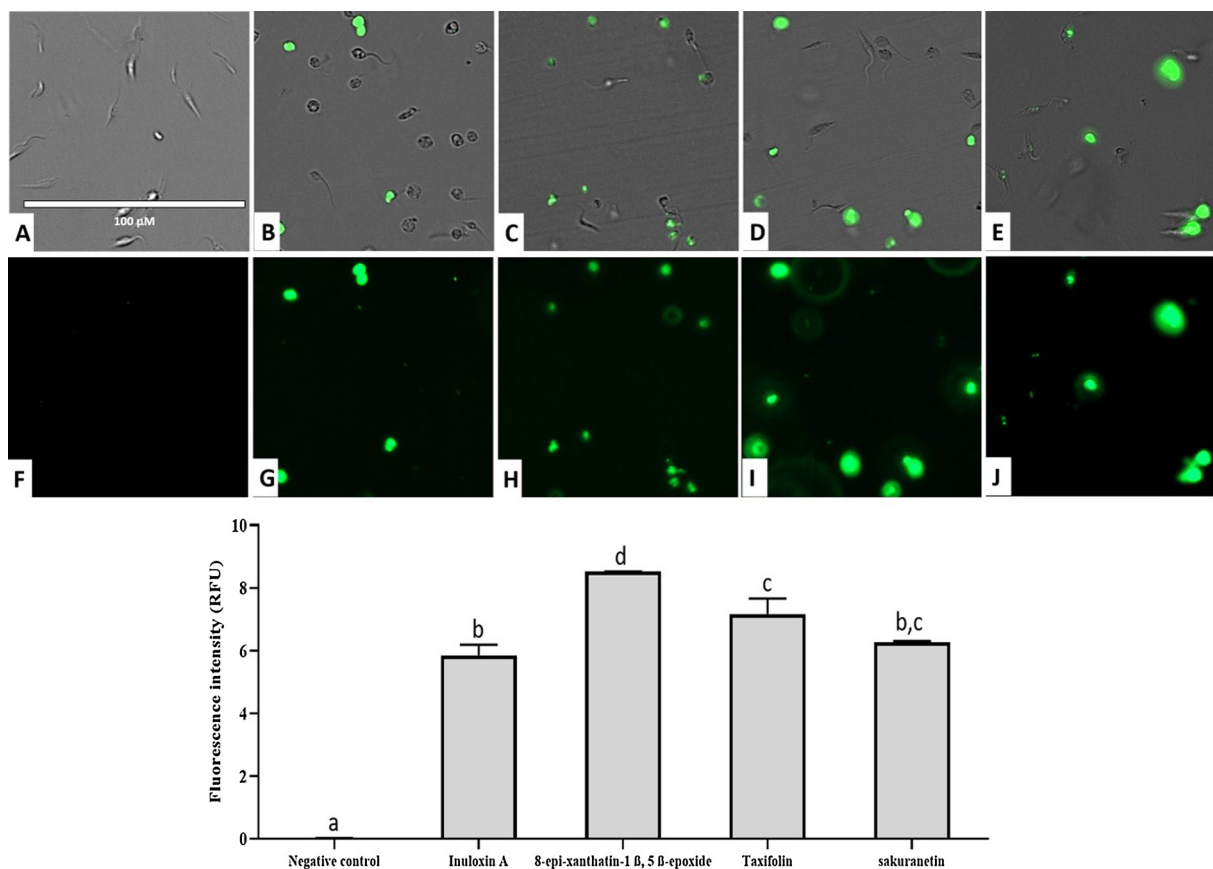 100 µM
A
B
C
D
E
F
G
H
I
J
10
8
6
4
2
0
Fluorescence intensity (RFU)
a
b
d
c
b,c
Negative control
Inuloxin A
8-epi-xanthatin-1 ß, 5 ß-epoxide
Taxifolin
sakuranetin